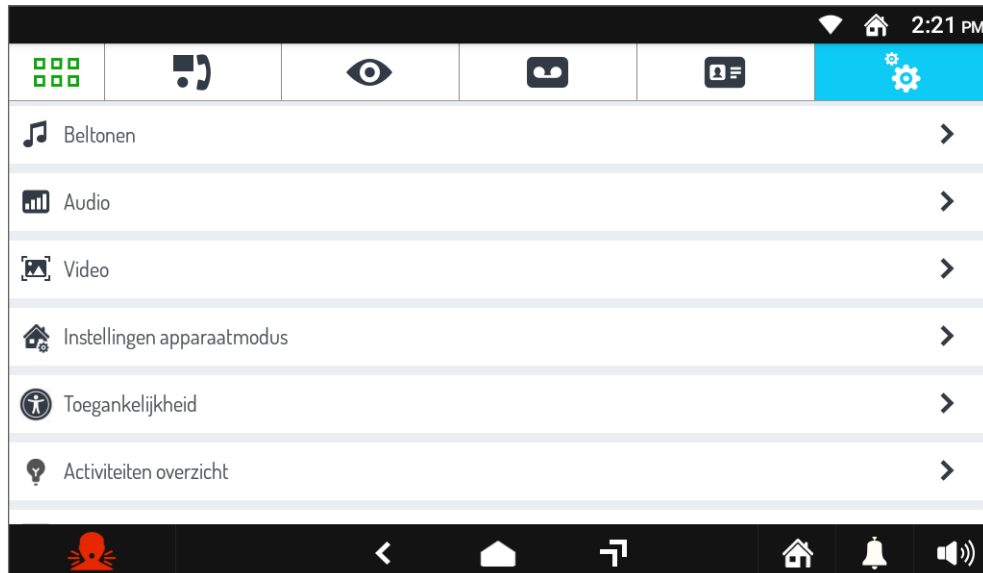 2:21 PM
Beltonen
Audio
Video
Instellingen apparaatmodus
Toegankelijkheid
Activiteiten overzicht